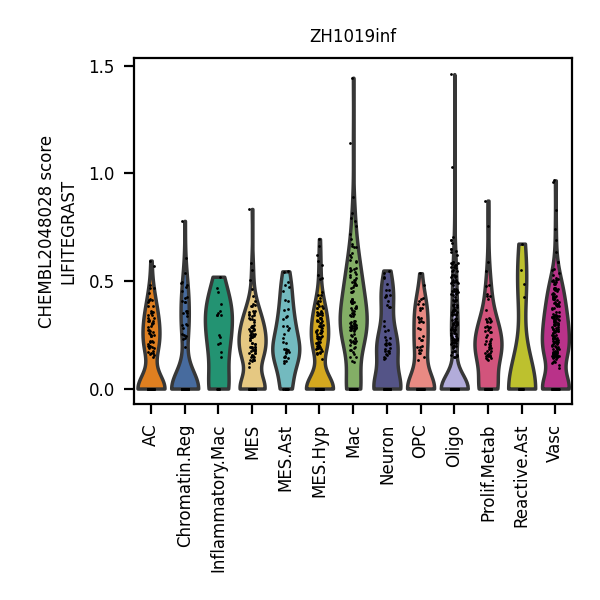 ZH1019inf
CHEMBL2048028 score
LIFITEGRAST
1.5
1.0
0.5
0.0
AC
Chromatin.Reg
Inflammatory.Mac
MES
MES.Ast
MES.Hyp
Mac
Neuron
OPC
Oligo
Prolif.Metab
Reactive.Ast
Vasc